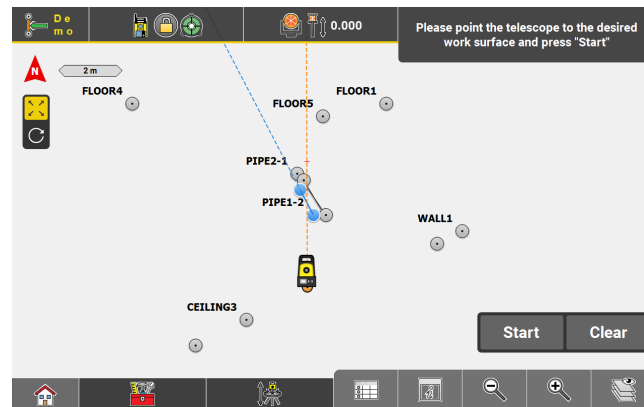 De
mo
0.000
Please point the telescope to the desired
work surface and press "Start"
N
2 m
FLOOR4
FLOOR5
FLOOR1
PIPE2-1
PIPE1-2
WALL1
CEILING3
Start
Clear